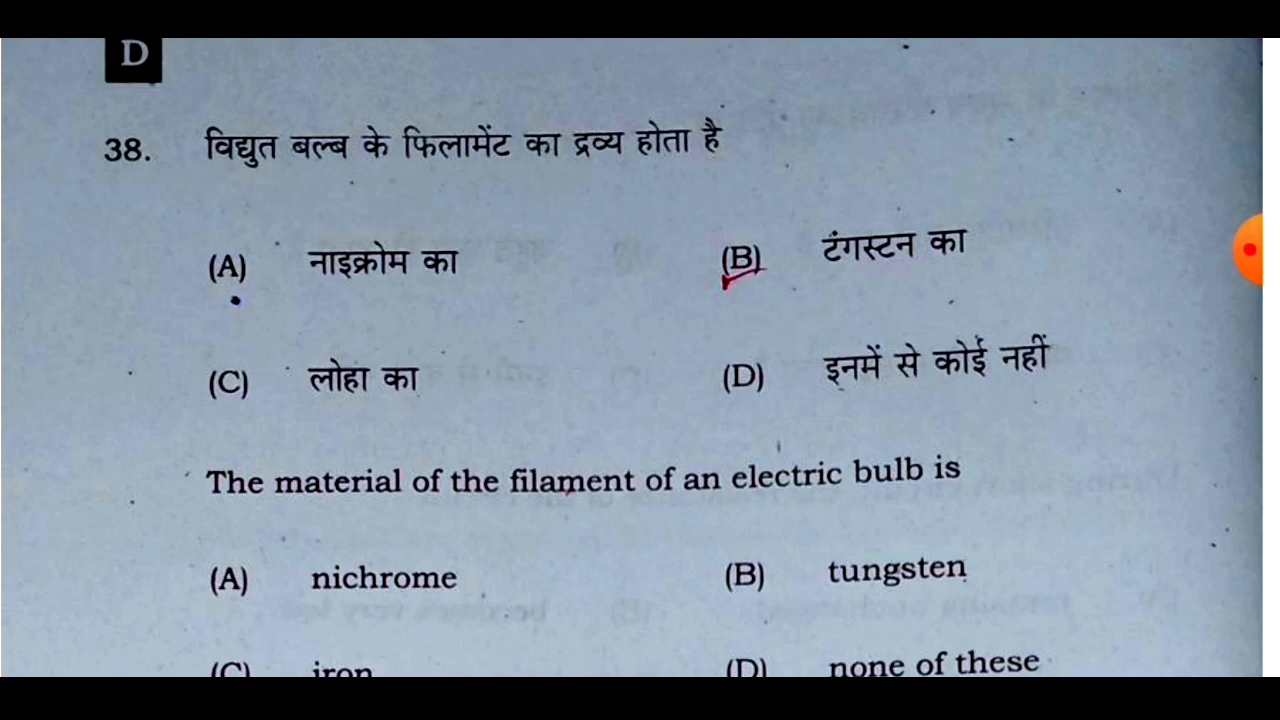 D
38. विद्युत बल्ब के फिलामेंट का द्रव्य होता है
(A) नाइक्रोम का (B) टंगस्टन का
(C) लोहा का (D) इनमें से कोई नहीं
The material of the filament of an electric bulb is
(A) nichrome (B) tungsten
(C) iron (D) none of these